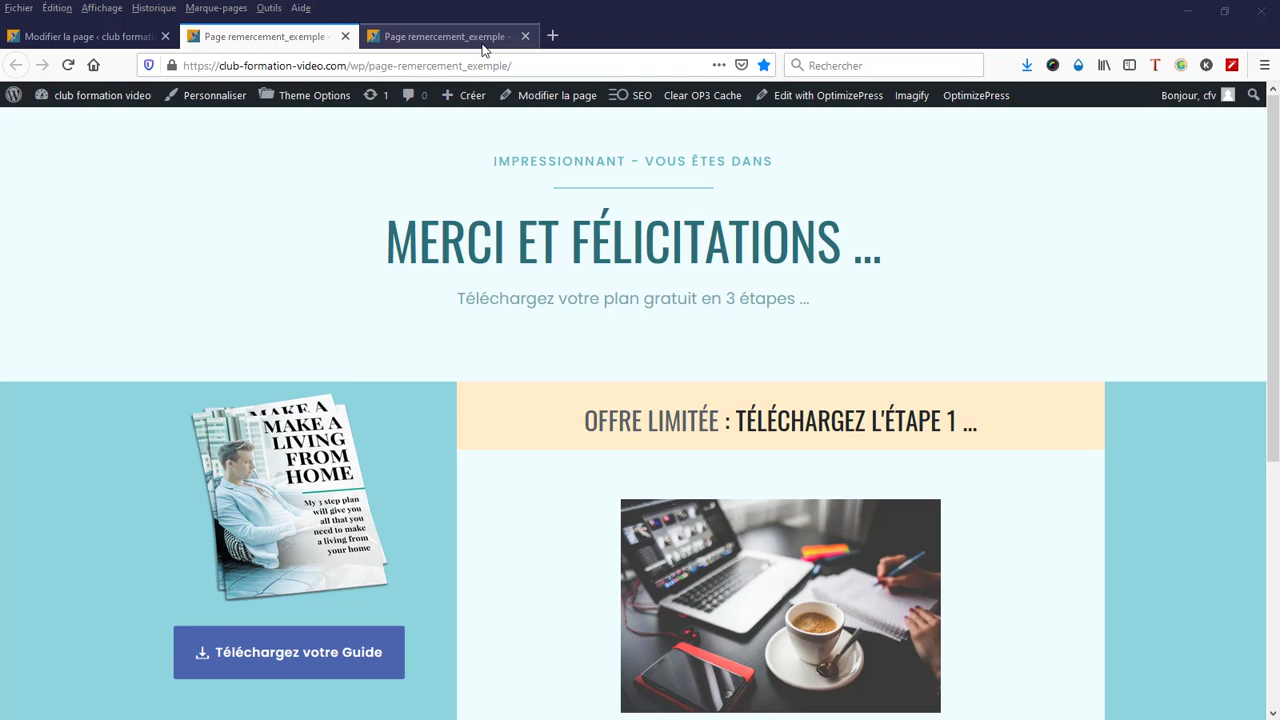 Fichier Édition Affichage Historique Marque-pages Outils Aide
Modifier la page ‹ club formati
Page remercement_exemple -
Page remercement_exemple -
https://club-formation-video.com/wp/page-remercement_exemple/
Rechercher
club formation video Personnaliser Theme Options 1 0 Créer Modifier la page SEO Clear OP3 Cache Edit with OptimizePress Imagify OptimizePress Bonjour, cfv
IMPRESSIONNANT - VOUS ÊTES DANS
MERCI ET FÉLICITATIONS ...
Téléchargez votre plan gratuit en 3 étapes ...
MAKE A
MAKE A
LIVING
FROM
HOME
My 3 step plan
will give you
all that you
need to make
a living from
your home
Téléchargez votre Guide
OFFRE LIMITÉE : TÉLÉCHARGEZ L'ÉTAPE 1 ...